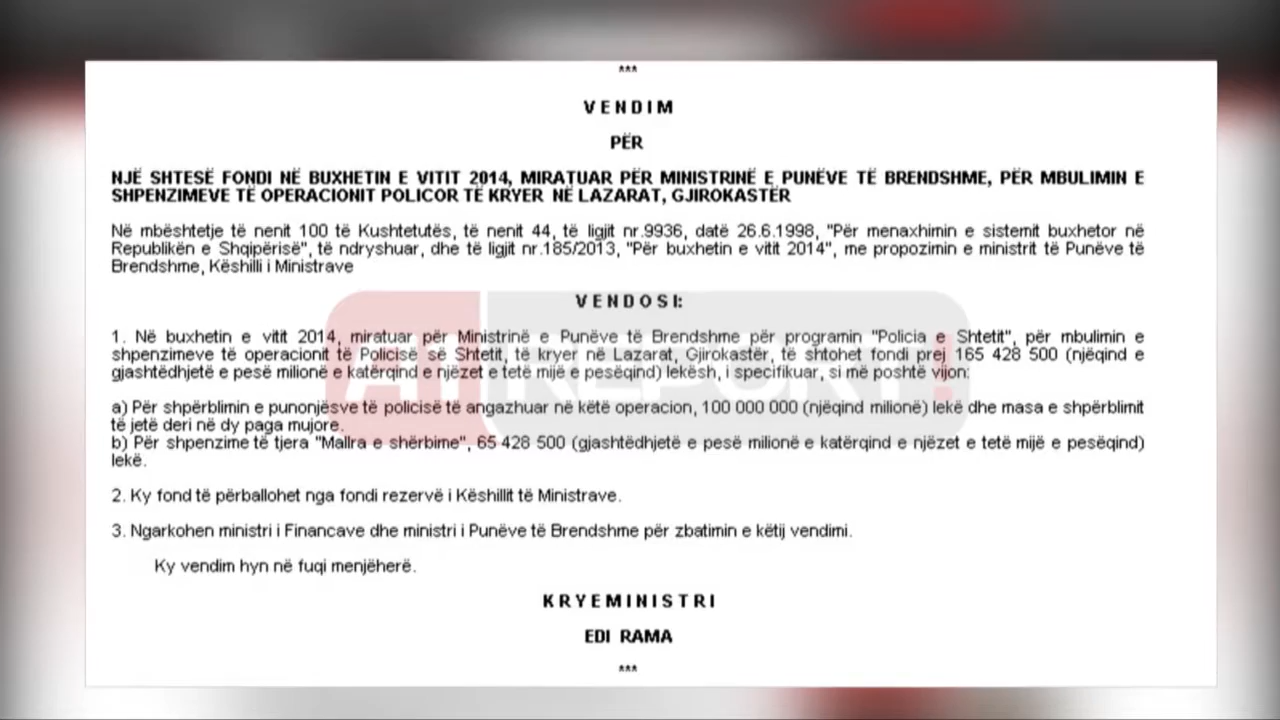 ***
VENDIM
PËR
NJË SHTESË FONDI NË BUXHETIN E VITIT 2014, MIRATUAR PËR MINISTRINË E PUNËVE TË BRENDSHME, PËR MBULIMIN E
SHPENZIMEVE TË OPERACIONIT POLICOR TË KRYER NË LAZARAT, GJIROKASTËR
Në mbështetje të nenit 100 të Kushtetutës, të nenit 44, të ligjit nr.9936, datë 26.6.1998, "Për menaxhimin e sistemit buxhetor në
Republikën e Shqipërisë", të ndryshuar, dhe të ligjit nr.185/2013, "Për buxhetin e vitit 2014", me propozimin e ministrit të Punëve të
Brendshme, Këshilli i Ministrave
VENDOSI:
1. Në buxhetin e vitit 2014, miratuar për Ministrinë e Punëve të Brendshme për programin "Policia e Shtetit", për mbulimin e
shpenzimeve të operacionit të Policisë së Shtetit, të kryer në Lazarat, Gjirokastër, të shtohet fondi prej 165 428 500 (njëqind e
gjashtëdhjetë e pesë milionë e katërqind e njëzet e tetë mijë e pesëqind) lekësh, i specifikuar, si më poshtë vijon:
A1 REPORT!
a) Për shpërblimin e punonjësve të policisë të angazhuar në këtë operacion, 100 000 000 (njëqind milionë) lekë dhe masa e shpërblimit
të jetë deri në dy paga mujore.
b) Për shpenzime të tjera "Mallra e shërbime", 65 428 500 (gjashtëdhjetë e pesë milionë e katërqind e njëzet e tetë mijë e pesëqind)
lekë.
2. Ky fond të përballohet nga fondi rezervë i Këshillit të Ministrave.
3. Ngarkohen ministri i Financave dhe ministri i Punëve të Brendshme për zbatimin e këtij vendimi.
Ky vendim hyn në fuqi menjëherë.
KRYEMINISTRI
EDI RAMA
***